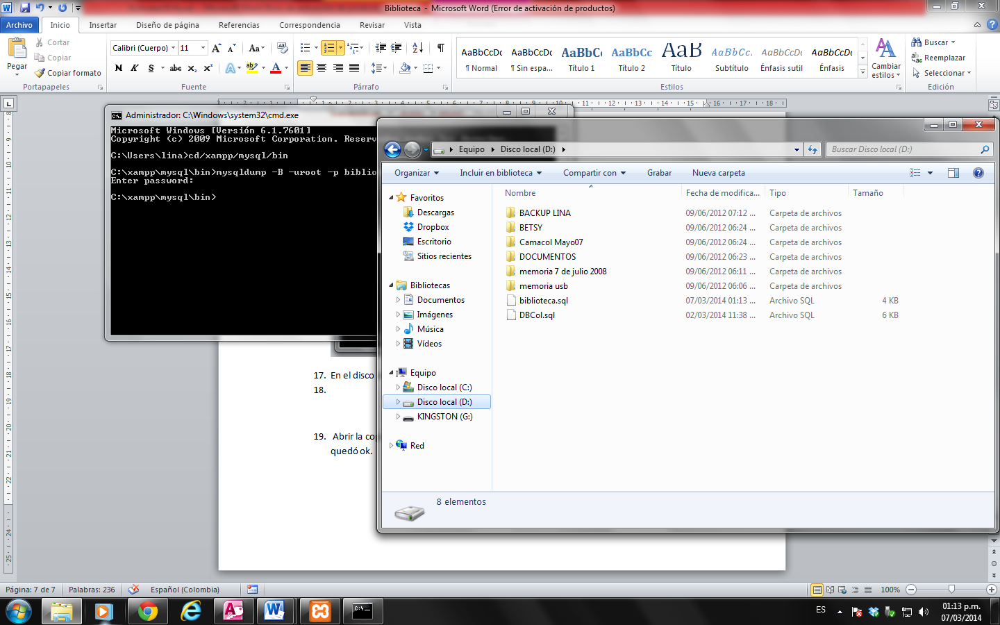 Biblioteca - Microsoft Word (Error de activación de productos)
Archivo Inicio Insertar Diseño de página Referencias Correspondencia Revisar Vista
Pegar
Cortar
Copiar
Copiar formato
Portapapeles
Calibri (Cuerpo) 11
Fuente
Párrafo
AaBbCcDc AaBbCcDc AaBbCc AaBbCc AaB AaBbCc. AaBbCcDc AaBbCcDc
¶ Normal ¶ Sin espa... Título 1 Título 2 Título Subtítulo Énfasis sutil Énfasis
Estilos
Cambiar estilos
Buscar
Reemplazar
Seleccionar
Edición
Administrador: C:\Windows\system32\cmd.exe
Microsoft Windows [Versión 6.1.7601]
Copyright (c) 2009 Microsoft Corporation. Reserv
C:\Users\lina>cd/xampp/mysql/bin
C:\xampp\mysql\bin>mysqldump -B -uroot -p biblio
Enter password:
C:\xampp\mysql\bin>
17. En el disco
18.
19. Abrir la cop
quedó ok.
Equipo Disco local (D:)
Buscar Disco local (D:)
Organizar Incluir en biblioteca Compartir con Grabar Nueva carpeta
Favoritos
Descargas
Dropbox
Escritorio
Sitios recientes
Bibliotecas
Documentos
Imágenes
Música
Vídeos
Equipo
Disco local (C:)
Disco local (D:)
KINGSTON (G:)
Red
Nombre Fecha de modifica... Tipo Tamaño
BACKUP LINA 09/06/2012 07:12 ... Carpeta de archivos
BETSY 09/06/2012 06:24 ... Carpeta de archivos
Camacol Mayo07 09/06/2012 06:24 ... Carpeta de archivos
DOCUMENTOS 09/06/2012 06:23 ... Carpeta de archivos
memoria 7 de julio 2008 09/06/2012 06:11 ... Carpeta de archivos
memoria usb 09/06/2012 06:06 ... Carpeta de archivos
biblioteca.sql 07/03/2014 01:13 ... Archivo SQL 4 KB
DBCol.sql 02/03/2014 11:38 ... Archivo SQL 6 KB
8 elementos
Página: 7 de 7 Palabras: 236 Español (Colombia) 100%
ES 01:13 p.m.
07/03/2014